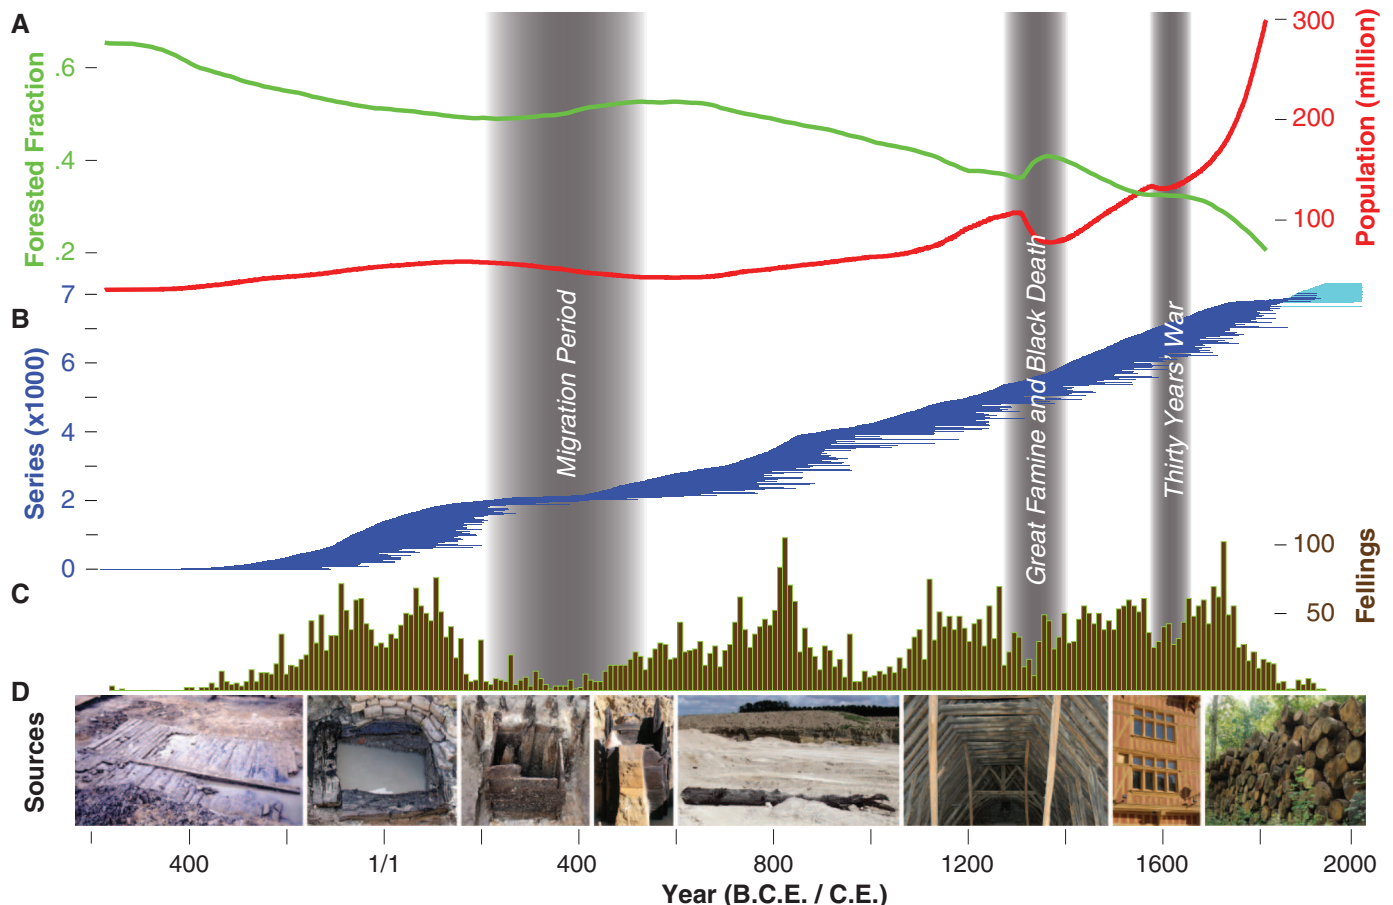 A
Forested Fraction
.6
.4
.2
300
200
100
Population (million)
B
Series (x1000)
7
6
4
2
0
Migration Period
Great Famine and Black Death
Thirty Years' War
C
100
50
Fellings
D
Sources
400
1/1
400
800
1200
1600
2000
Year (B.C.E. / C.E.)